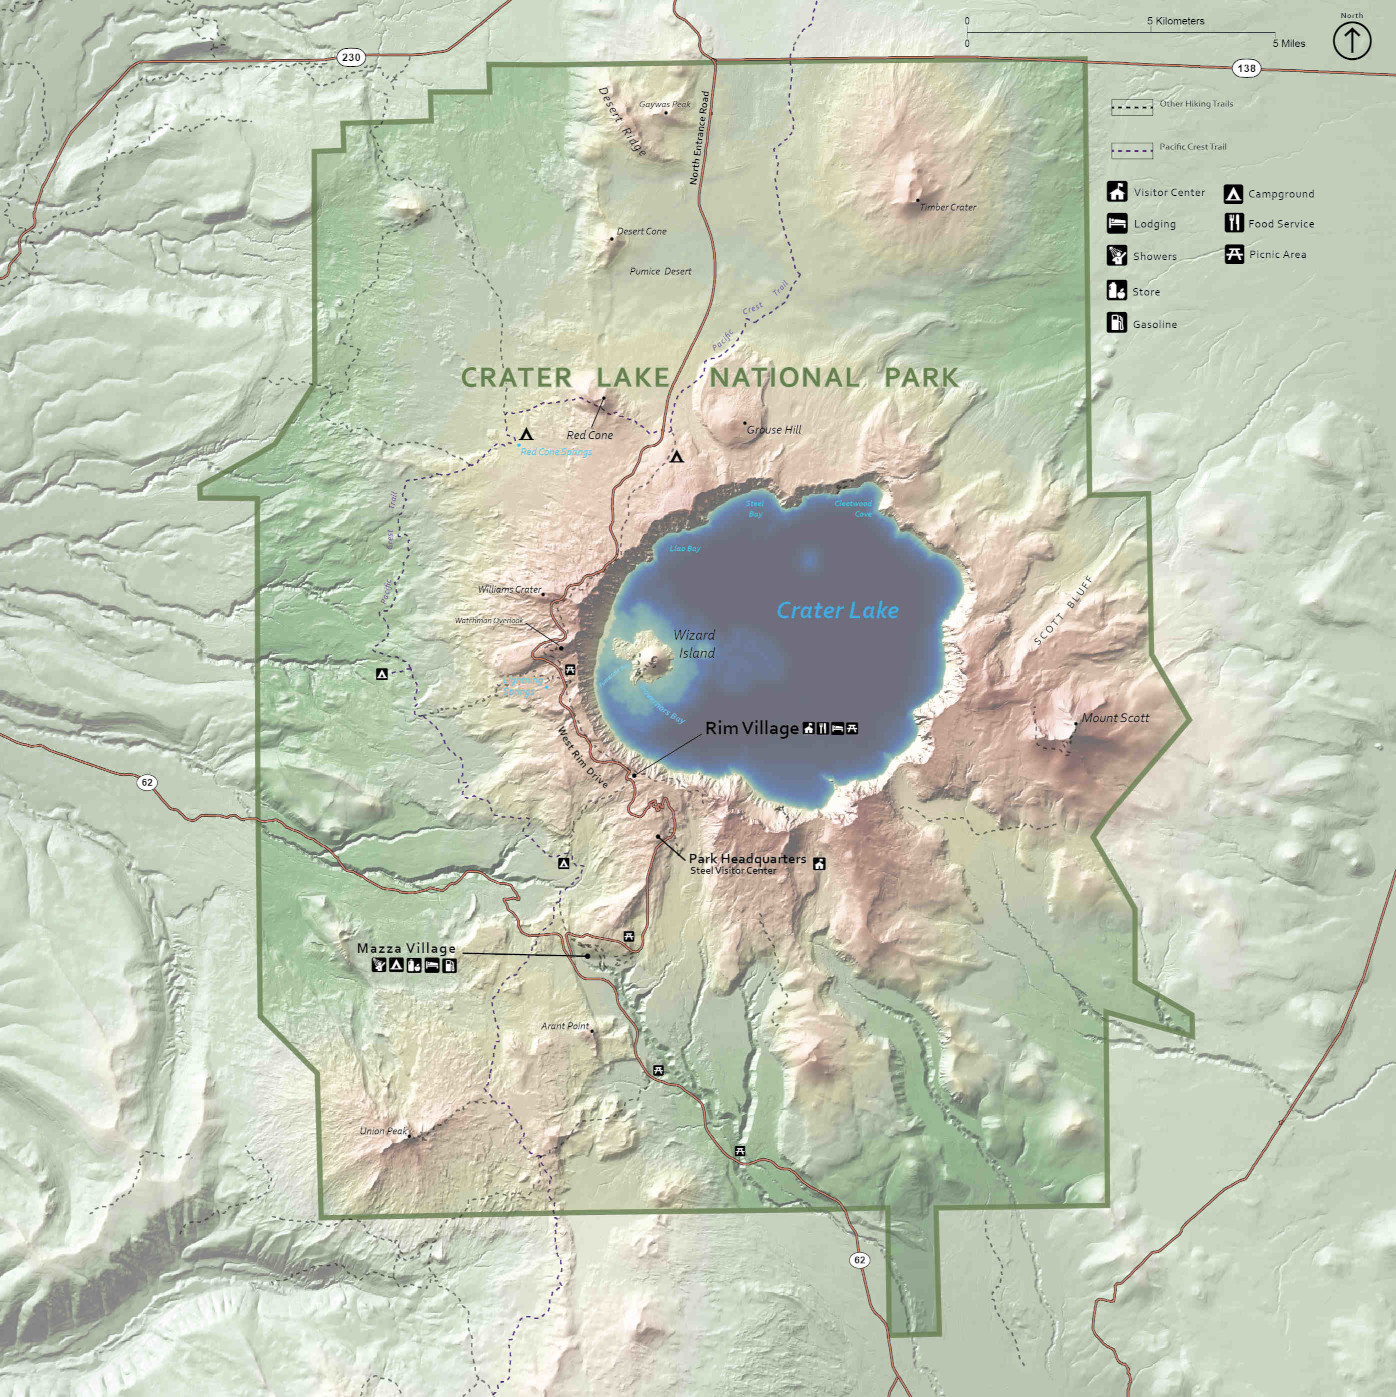 North
0
5 Kilometers
0
5 Miles
230
138
Other Hiking Trails
Pacific Crest Trail
Visitor Center
Campground
Lodging
Food Service
Showers
Picnic Area
Store
Gasoline
Desert Ridge
Gaywas Peak
North Entrance Road
Timber Crater
Desert Cone
Pumice Desert
Pacific Crest Trail
CRATER LAKE NATIONAL PARK
Red Cone
Grouse Hill
Red Cone Springs
Pacific Crest Trail
Steel
Bay
Cleetwood
Cove
Llao Bay
Williams Crater
Crater Lake
SCOTT BLUFF
Watchman Overlook
Wizard
Island
Lightning
Springs
Skell Channel
Mount Scott
Rim Village
West Rim Drive
62
Park Headquarters
Steel Visitor Center
Mazza Village
Arant Point
Union Peak
62